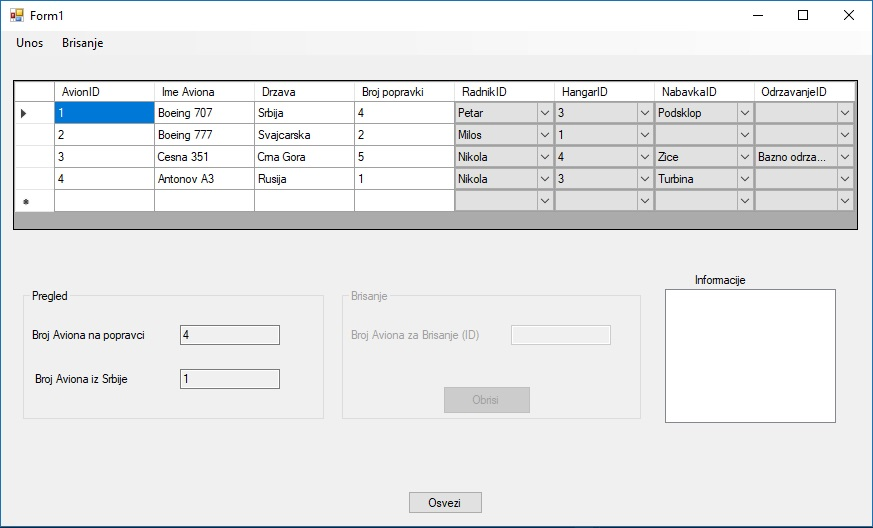 Form1
Unos Brisanje
AvionID Ime Aviona Drzava Broj popravki RadnikID HangarID NabavkaID OdrzavanjeID
1 Boeing 707 Srbija 4 Petar 3 Podsklop
2 Boeing 777 Svajcarska 2 Milos 1
3 Cesna 351 Crna Gora 5 Nikola 4 Zice Bazno odrza...
4 Antonov A3 Rusija 1 Nikola 3 Turbina
Informacije
Pregled Brisanje
Broj Aviona na popravci 4 Broj Aviona za Brisanje (ID)
Broj Aviona iz Srbije 1
Obrisi
Osvezi